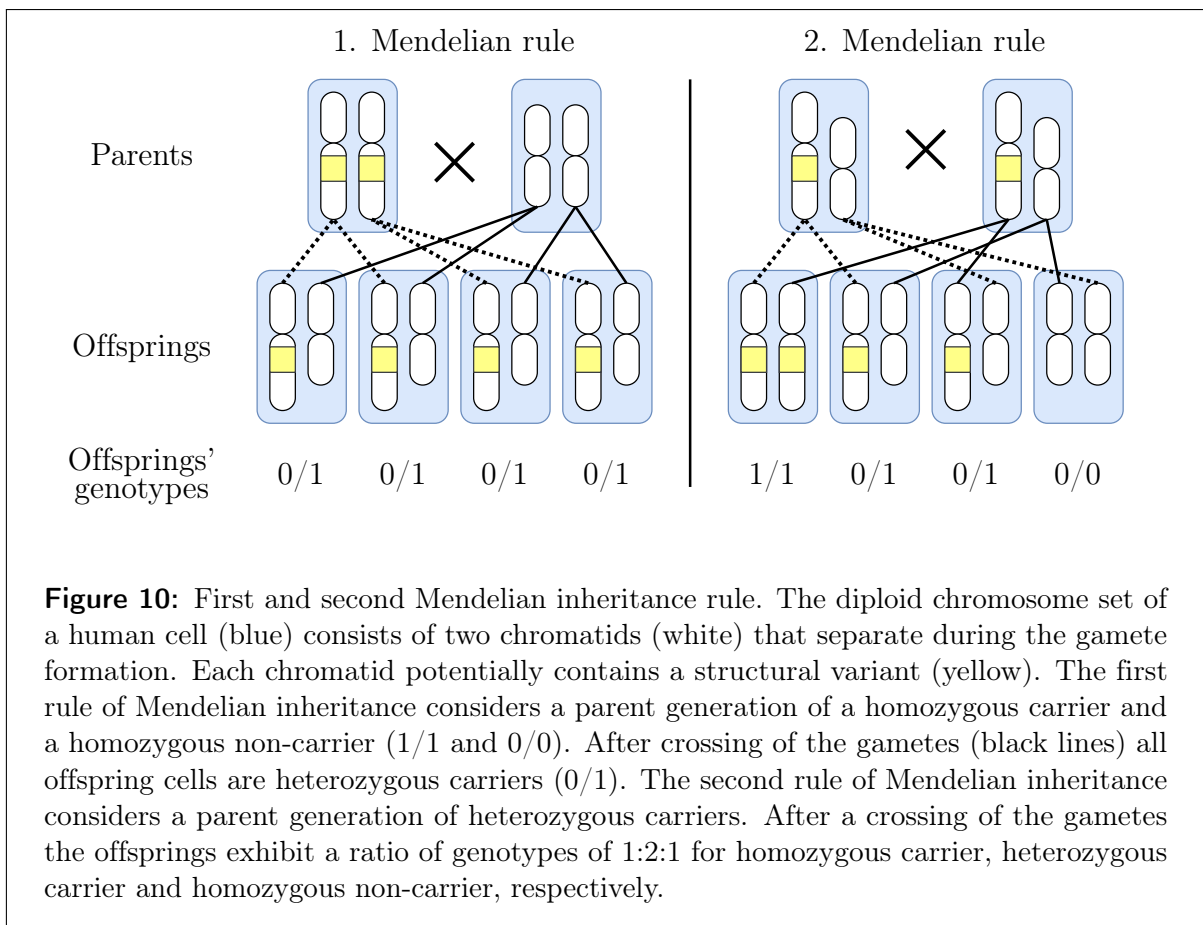 1. Mendelian rule
2. Mendelian rule
Parents
Offsprings
Offsprings'
genotypes
0/1 0/1 0/1 0/1 1/1 0/1 0/1 0/0
Figure 10: First and second Mendelian inheritance rule. The diploid chromosome set of
a human cell (blue) consists of two chromatids (white) that separate during the gamete
formation. Each chromatid potentially contains a structural variant (yellow). The first
rule of Mendelian inheritance considers a parent generation of a homozygous carrier and
a homozygous non-carrier (1/1 and 0/0). After crossing of the gametes (black lines) all
offspring cells are heterozygous carriers (0/1). The second rule of Mendelian inheritance
considers a parent generation of heterozygous carriers. After a crossing of the gametes
the offsprings exhibit a ratio of genotypes of 1:2:1 for homozygous carrier, heterozygous
carrier and homozygous non-carrier, respectively.